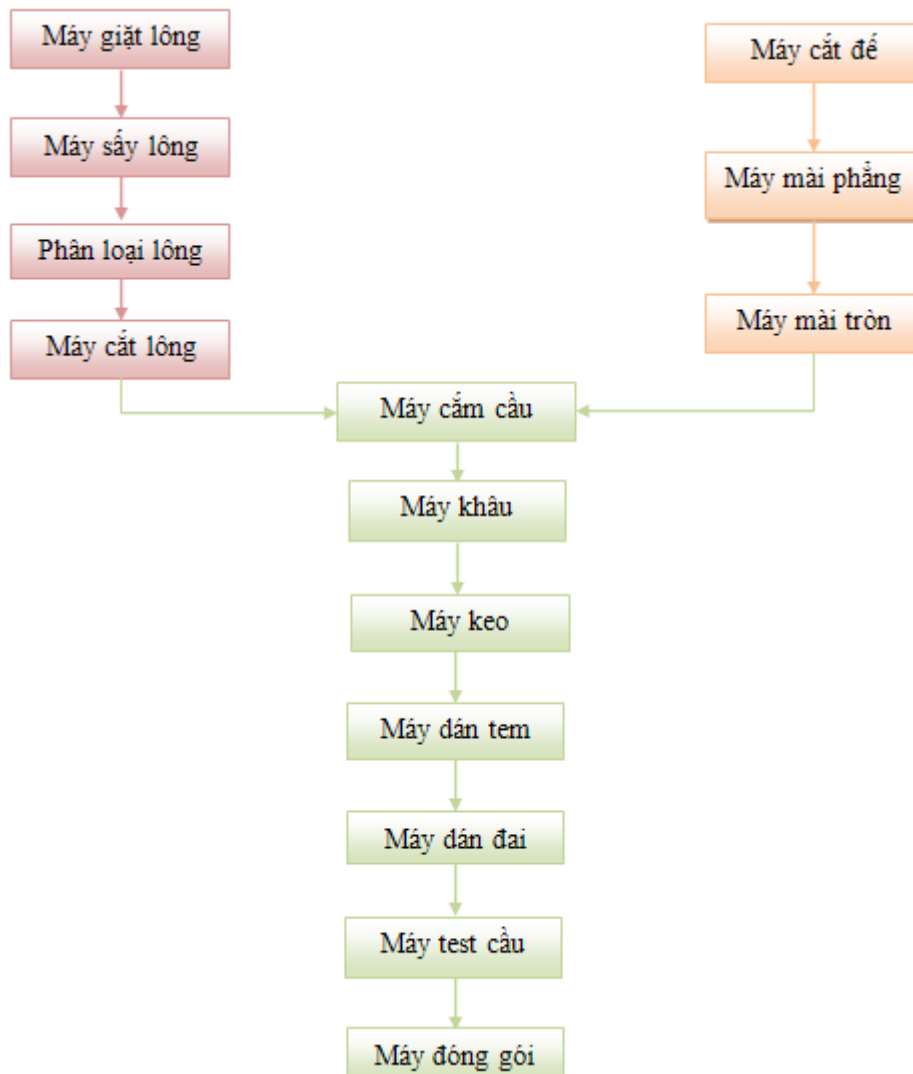 Máy giặt lông
Máy sấy lông
Phân loại lông
Máy cắt lông
Máy cắt đế
Máy mài phẳng
Máy mài tròn
Máy cắm cầu
Máy khâu
Máy keo
Máy dán tem
Máy dán đai
Máy test cầu
Máy đóng gói